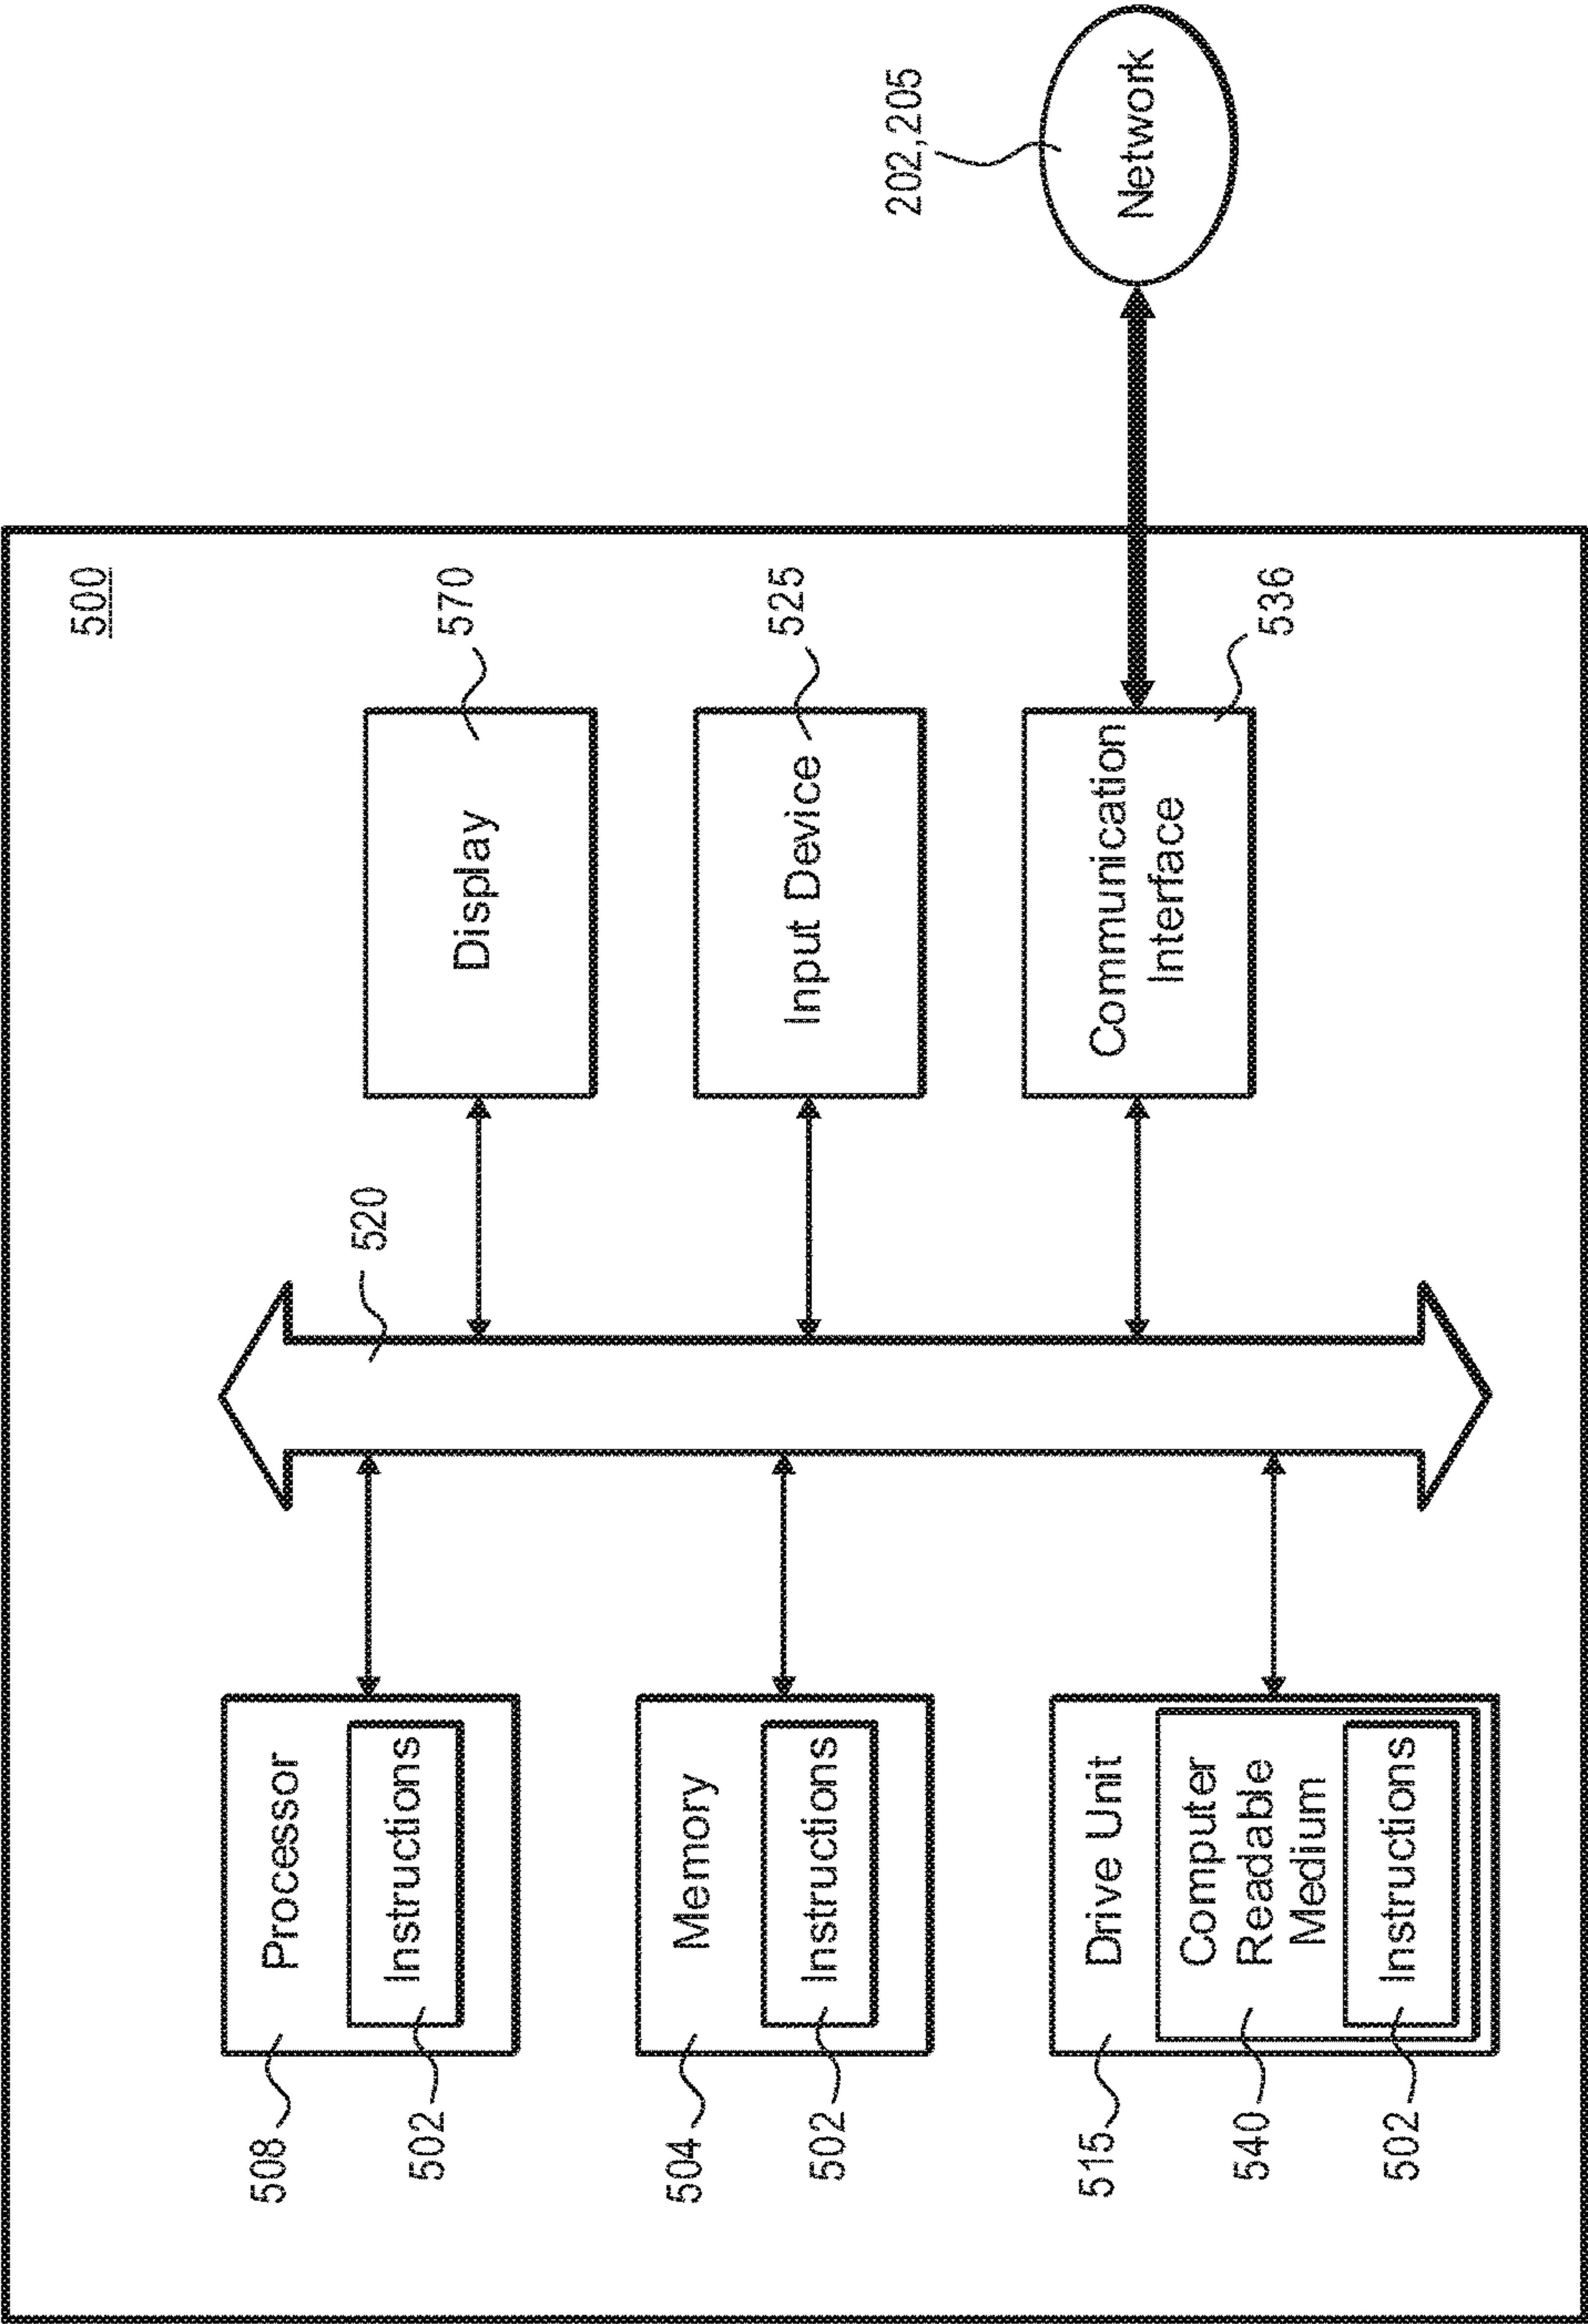 500
508
Processor
502
Instructions
504
Memory
502
Instructions
515
Drive Unit
540
Computer
Readable
Medium
502
Instructions
520
Display
570
Input Device
525
Communication
Interface
536
202,205
Network